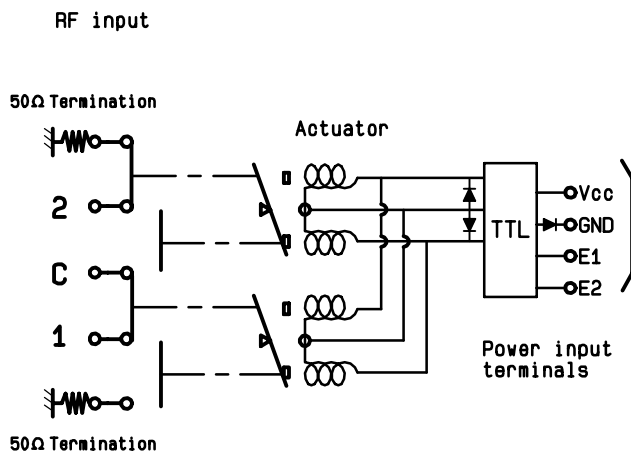 RF input
50Ω Termination
Actuator
2
C
1
TTL
Vcc
GND
E1
E2
Power input
terminals
50Ω Termination